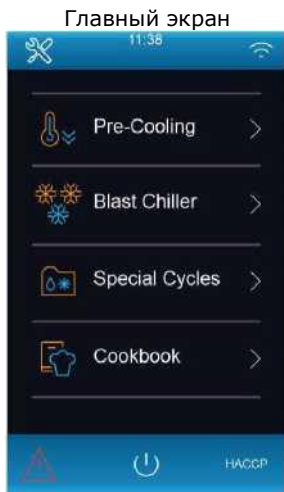 Главный экран
11:38
Pre-Cooling
Blast Chiller
Special Cycles
Cookbook
HACCP